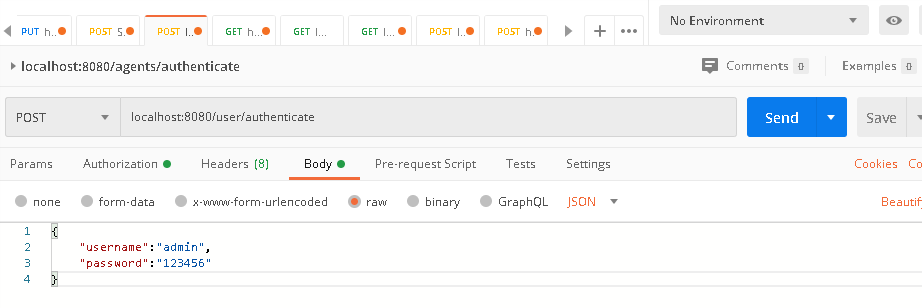 PUT h.. POST S. POST l.. GET h... GET l... GET l... POST l... POST h. + ••• No Environment
localhost:8080/agents/authenticate Comments 0 Examples 0
POST localhost:8080/user/authenticate Send Save
Params Authorization Headers (8) Body Pre-request Script Tests Settings Cookies Co
none form-data x-www-form-urlencoded raw binary GraphQL JSON Beautify
1 {
2 "username":"admin",
3 "password":"123456"
4 }